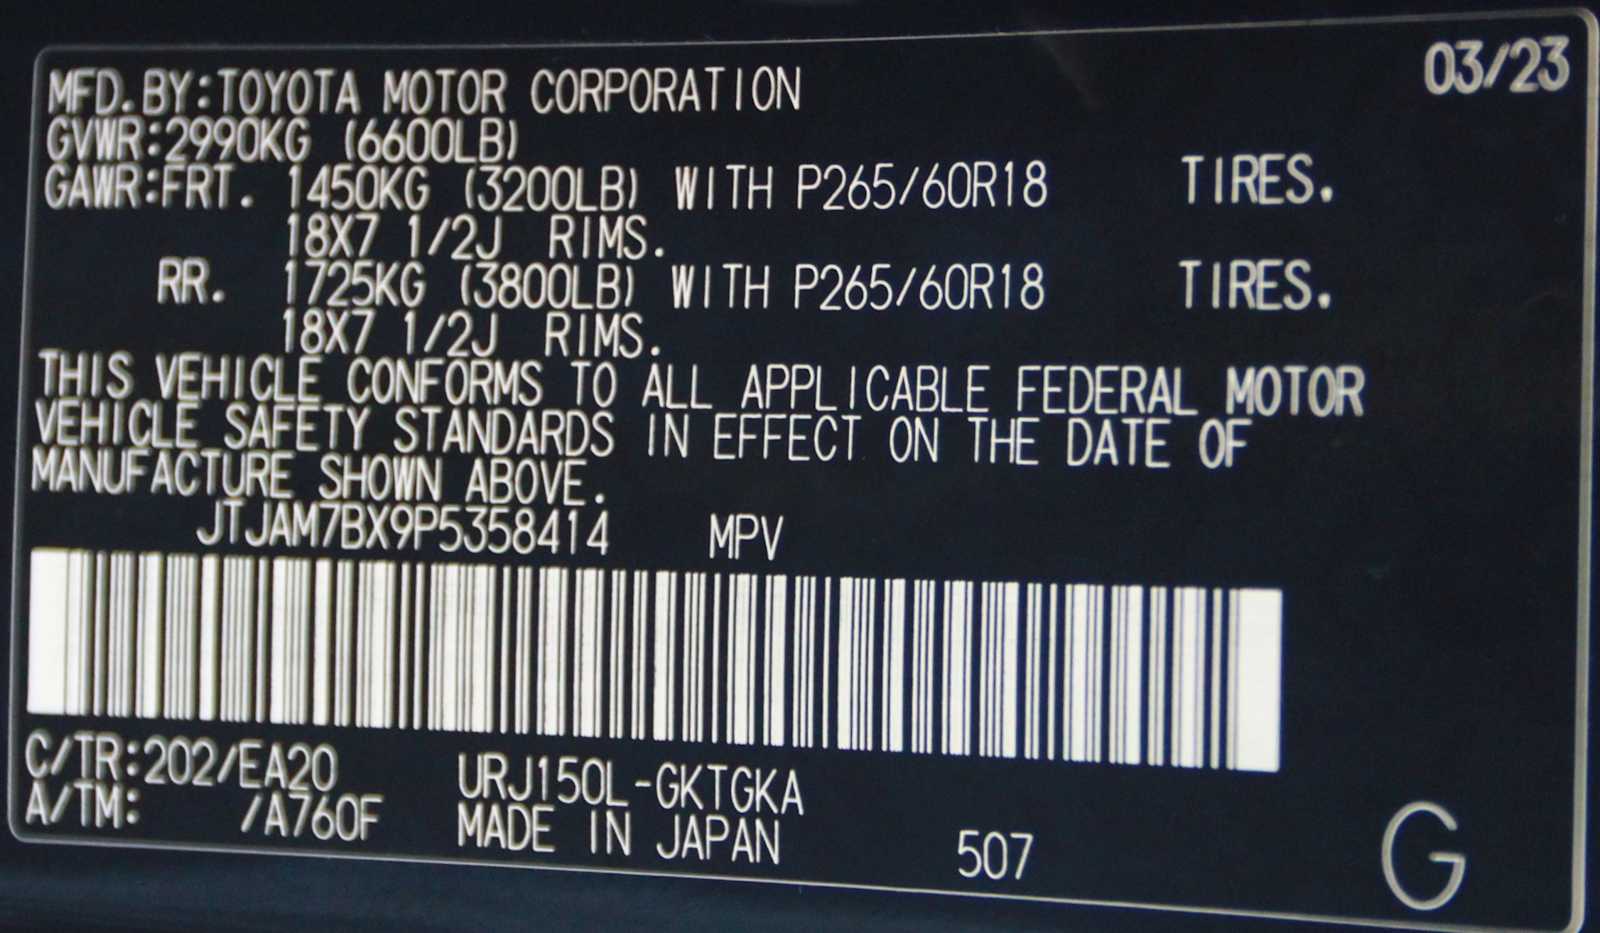 03/23
MFD.BY:TOYOTA MOTOR CORPORATION
GVWR:2990KG (6600LB)
GAWR:FRT. 1450KG (3200LB) WITH P265/60R18 TIRES.
18X7 1/2J RIMS.
RR. 1725KG (3800LB) WITH P265/60R18 TIRES.
18X7 1/2J RIMS.
THIS VEHICLE CONFORMS TO ALL APPLICABLE FEDERAL MOTOR
VEHICLE SAFETY STANDARDS IN EFFECT ON THE DATE OF
MANUFACTURE SHOWN ABOVE.
JTJAM7BX9P5358414 MPV
C/TR:202/EA20 URJ150L-GKTGKA
A/TM: /A760F MADE IN JAPAN 507 G